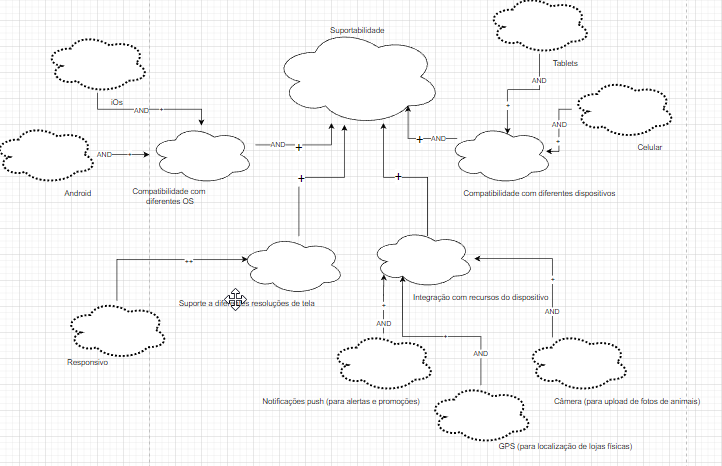 Suportabilidade
Tablets
iOs
AND
+
AND
+
AND
+
Celular
AND
+
Android
AND
+
Compatibilidade com
diferentes OS
AND
+
+
AND
Compatibilidade com diferentes dispositivos
+
+
--
Suporte a diferentes resoluções de tela
Integração com recursos do dispositivo
+
AND
+
AND
Responsivo
+
AND
Notificações push (para alertas e promoções)
Câmera (para upload de fotos de animais)
GPS (para localização de lojas físicas)